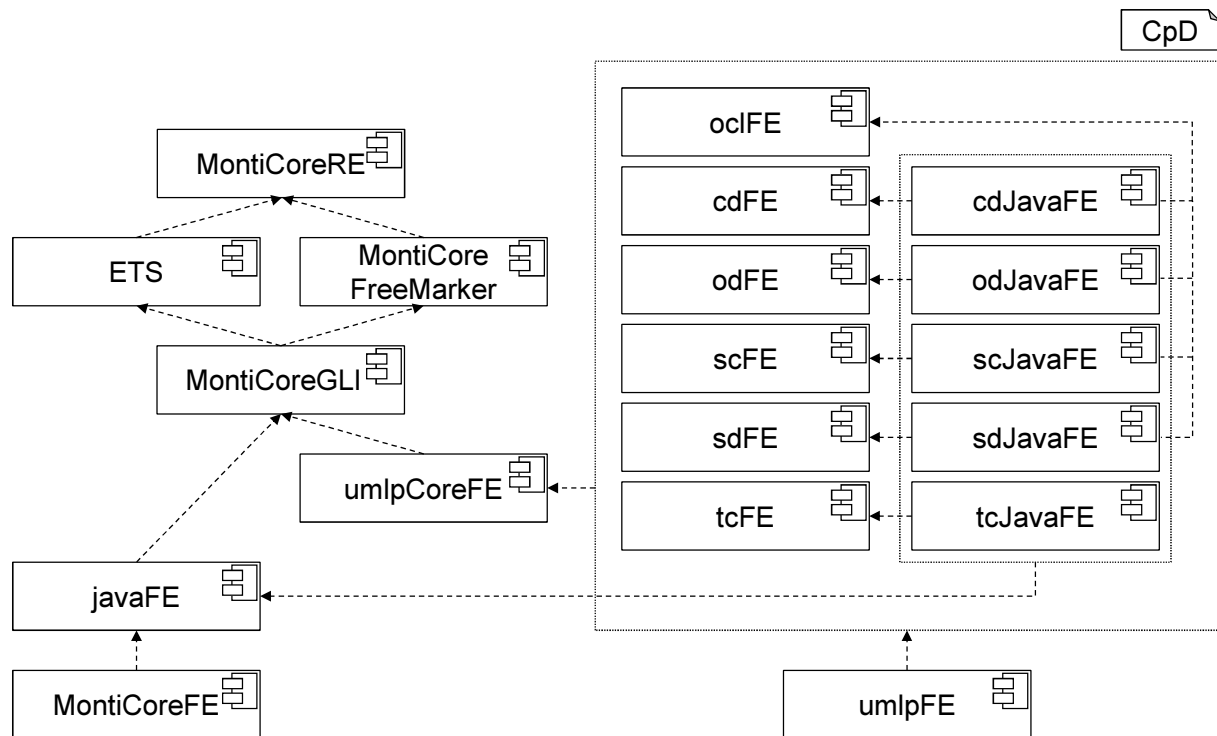 CpD
oclFE
MontiCoreRE
cdFE
cdJavaFE
ETS
MontiCore
FreeMarker
odFE
odJavaFE
MontiCoreGLI
scFE
scJavaFE
sdFE
sdJavaFE
umlpCoreFE
tcFE
tcJavaFE
javaFE
MontiCoreFE
umlpFE